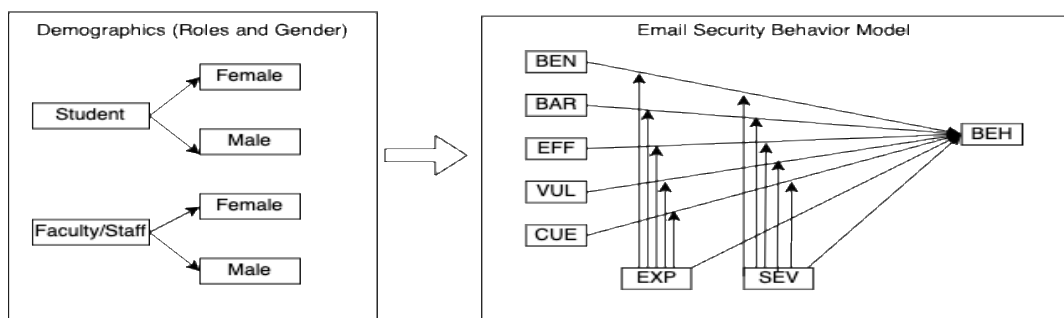 Demographics (Roles and Gender)
Female
Student
Male
Female
Faculty/Staff
Male
Email Security Behavior Model
BEN
BAR
BEH
EFF
VUL
CUE
EXP
SEV